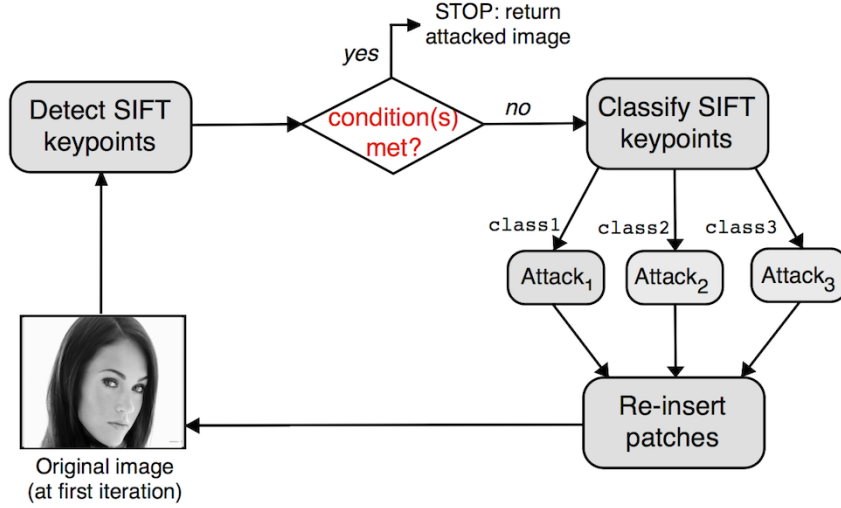 STOP: return
attacked image
yes
Detect SIFT
keypoints
condition(s)
met?
no
Classify SIFT
keypoints
class1
class2
class3
Attack1
Attack2
Attack3
Re-insert
patches
Original image
(at first iteration)